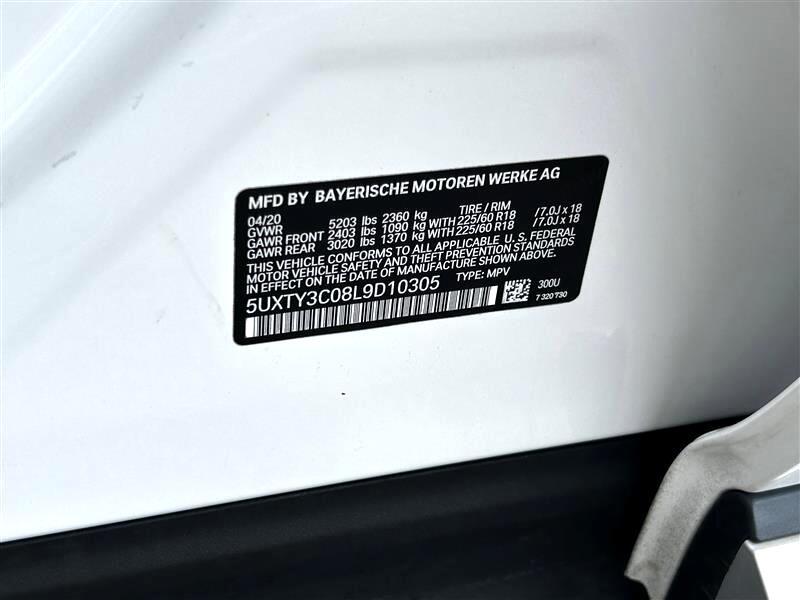 MFD BY BAYERISCHE MOTOREN WERKE AG
04/20 TIRE / RIM
GVWR 5203 lbs 2360 kg
GAWR FRONT 2403 lbs 1090 kg WITH 225/60 R18 / 7.0J x 18
GAWR REAR 3020 lbs 1370 kg WITH 225/60 R18 / 7.0J x 18
THIS VEHICLE CONFORMS TO ALL APPLICABLE U. S. FEDERAL
MOTOR VEHICLE SAFETY AND THEFT PREVENTION STANDARDS
IN EFFECT ON THE DATE OF MANUFACTURE SHOWN ABOVE.
5UXTY3C08L9D10305 TYPE: MPV
300U
7 320 730